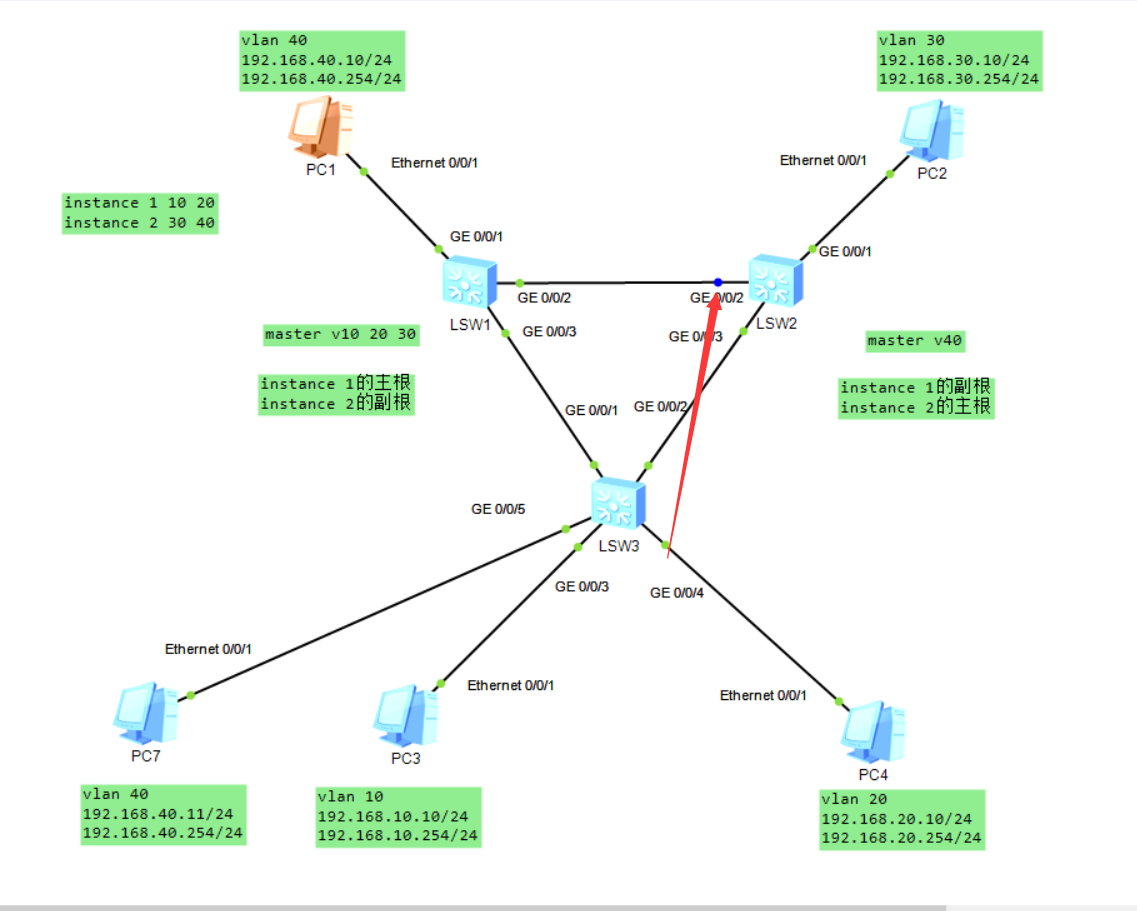 vlan 40
192.168.40.10/24
192.168.40.254/24
vlan 30
192.168.30.10/24
192.168.30.254/24
Ethernet 0/0/1
PC1
Ethernet 0/0/1
PC2
instance 1 10 20
instance 2 30 40
GE 0/0/1
GE 0/0/1
GE 0/0/2
GE 0/0/2
LSW1
LSW2
GE 0/0/3
GE 0/0/3
master v10 20 30
master v40
instance 1的主根
instance 2的副根
instance 1的副根
instance 2的主根
GE 0/0/1
GE 0/0/2
GE 0/0/5
LSW3
GE 0/0/3
GE 0/0/4
Ethernet 0/0/1
Ethernet 0/0/1
Ethernet 0/0/1
PC7
PC3
PC4
vlan 40
192.168.40.11/24
192.168.40.254/24
vlan 10
192.168.10.10/24
192.168.10.254/24
vlan 20
192.168.20.10/24
192.168.20.254/24